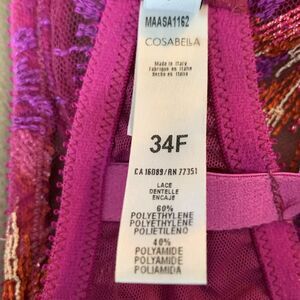 MAASA1162
COSABELLA
Made in Italy
Fabriqué en Italie
Hecho en Italia
34F
CA 16089/RN 77351
LACE
DENTELLE
ENCAJE
60%
POLYETHYLENE
POLYETHYLENE
POLIETILENO
40%
POLYAMIDE
POLYAMIDE
POLIAMIDA